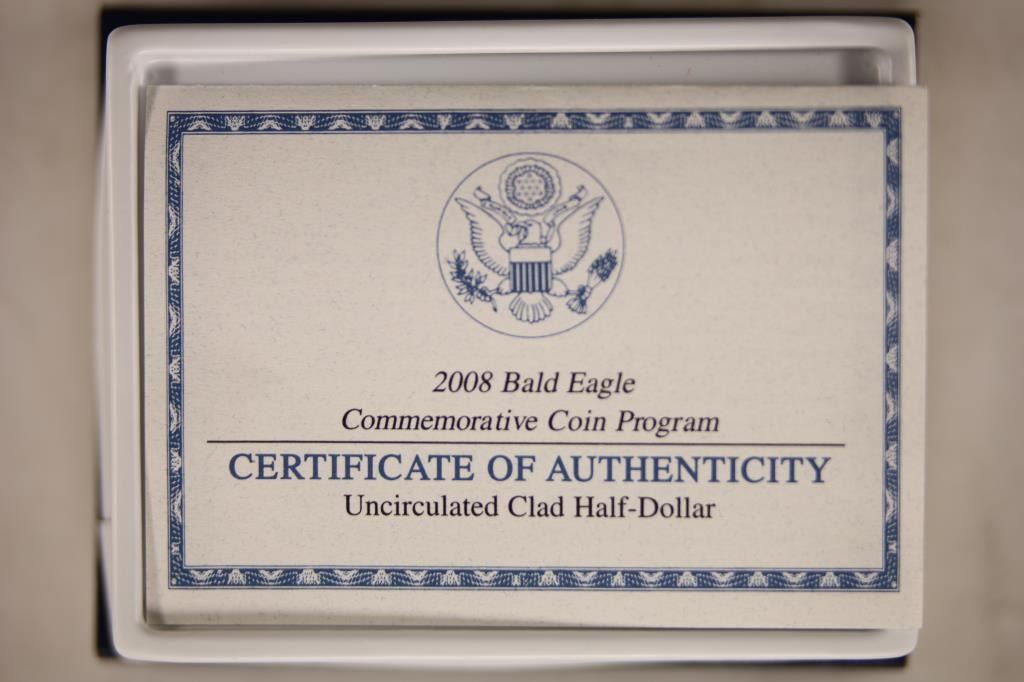 2008 Bald Eagle
Commemorative Coin Program
CERTIFICATE OF AUTHENTICITY
Uncirculated Clad Half-Dollar